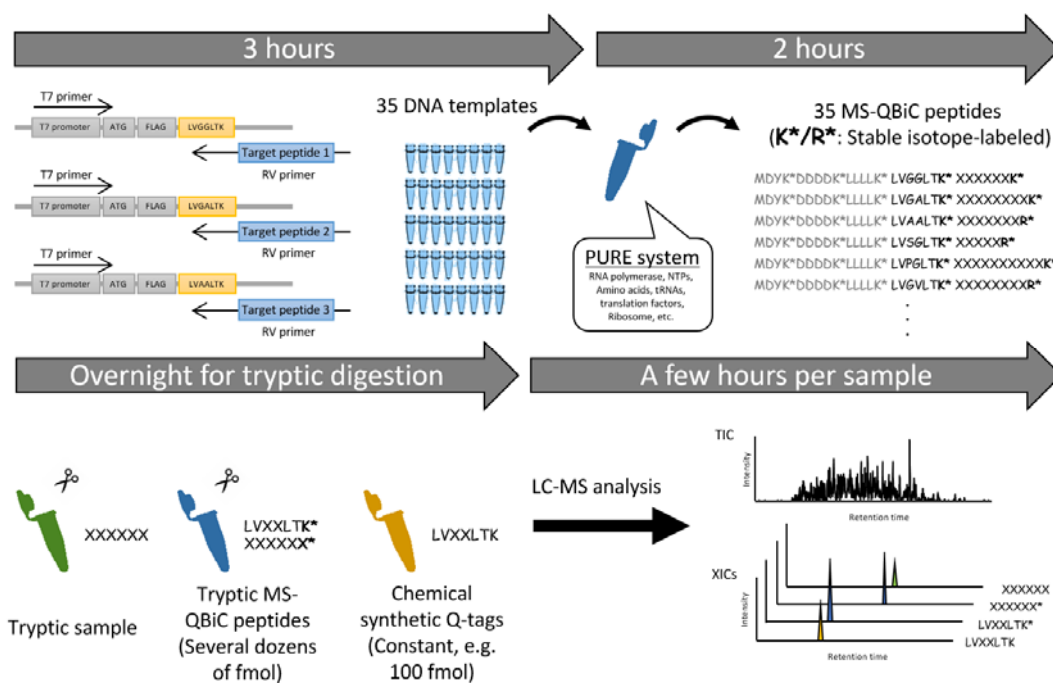 3 hours
2 hours
T7 primer
T7 promoter ATG FLAG LVGGLTK
Target peptide 1
RV primer
T7 primer
T7 promoter ATG FLAG LVGALTK
Target peptide 2
RV primer
T7 primer
T7 promoter ATG FLAG LVAALTK
Target peptide 3
RV primer
35 DNA templates
PURE system
RNA polymerase, NTPs,
Amino acids, tRNAs,
translation factors,
Ribosome, etc.
35 MS-QBiC peptides
(K*/R*: Stable isotope-labeled)
MDYK*DDDDK*LLLLK* LVGGLTK* XXXXXXK*
MDYK*DDDDK*LLLLK* LVGALTK* XXXXXXXXK*
MDYK*DDDDK*LLLLK* LVAALTK* XXXXXXXR*
MDYK*DDDDK*LLLLK* LVSGLTK* XXXXXR*
MDYK*DDDDK*LLLLK* LVPGLTK* XXXXXXXXXXK*
MDYK*DDDDK*LLLLK* LVGVLTK* XXXXXXXXR*
Overnight for tryptic digestion
A few hours per sample
XXXXXX
Tryptic sample
LVXXLTK*
XXXXXX*
Tryptic MS-
QBiC peptides
(Several dozens
of fmol)
LVXXLTK
Chemical
synthetic Q-tags
(Constant, e.g.
100 fmol)
LC-MS analysis
TIC
Intensity
Retention time
XICs
Intensity
XXXXXX
XXXXXX*
LVXXLTK*
LVXXLTK
Retention time